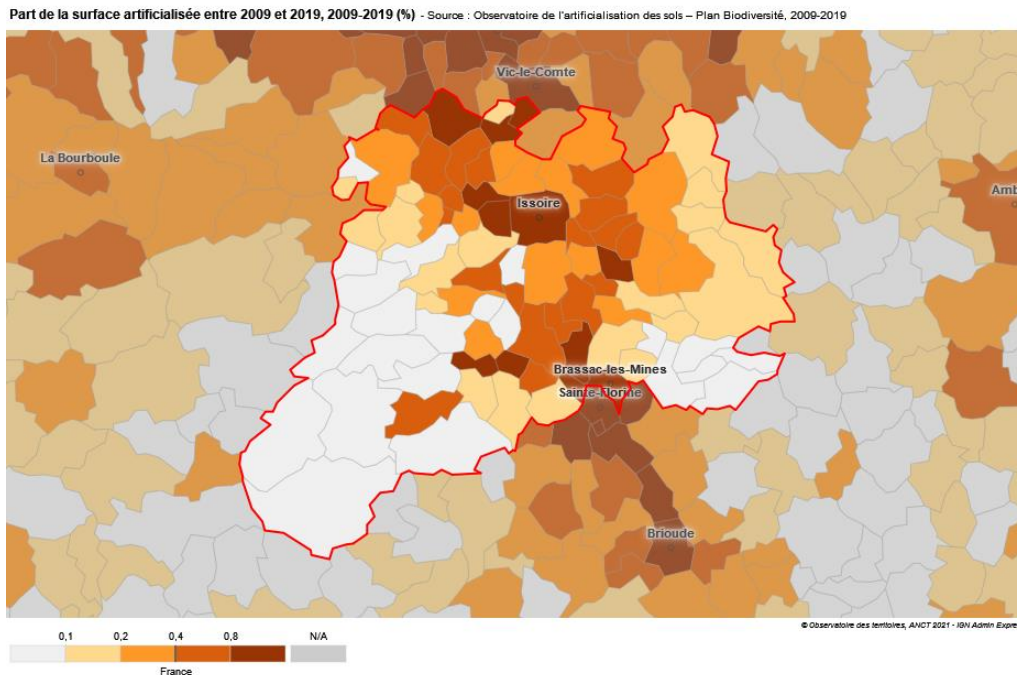 Part de la surface artificialisée entre 2009 et 2019, 2009-2019 (%) - Source : Observatoire de l'artificialisation des sols – Plan Biodiversité, 2009-2019
Vic-le-Comte
La Bourboule
Amb
Issoire
Brassac-les-Mines
Sainte-Florine
Brioude
© Observatoire des territoires, ANCT 2021 - IGN Admin Expre
0,1 0,2 0,4 0,8 N/A
France